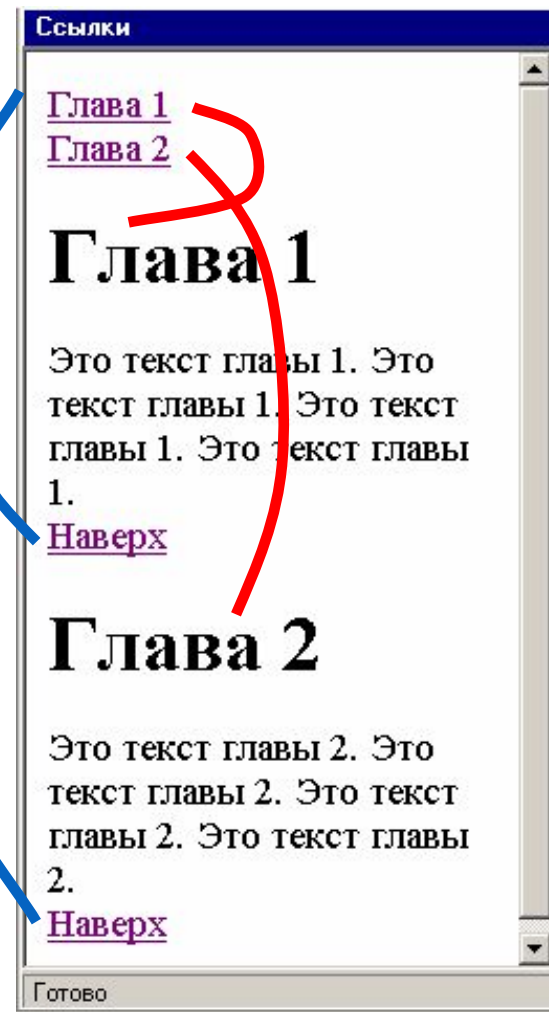 Ссылки
Глава 1
Глава 2
Глава 1
Это текст главы 1. Это
текст главы 1. Это текст
главы 1. Это текст главы
1.
Наверх
Глава 2
Это текст главы 2. Это
текст главы 2. Это текст
главы 2. Это текст главы
2.
Наверх
Готово